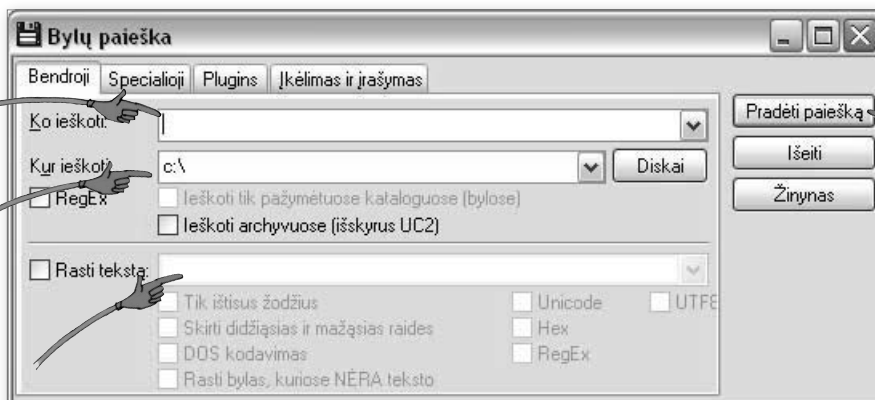 Bylų paieška
Bendroji Specialioji Plugins Įkėlimas ir įrašymas
Ko ieškoti:
Pradėti paiešką
Kur ieškoti: c:\ Diskai
Išeiti
RegEx Ieškoti tik pažymėtuose kataloguose (bylose)
Žinynas
Ieškoti archyvuose (išskyrus UC2)
Rasti tekstą:
Tik ištisus žodžius Unicode UTF8
Skirti didžiąsias ir mažąsias raides Hex
DOS kodavimas RegEx
Rasti bylas, kuriose NĖRA teksto